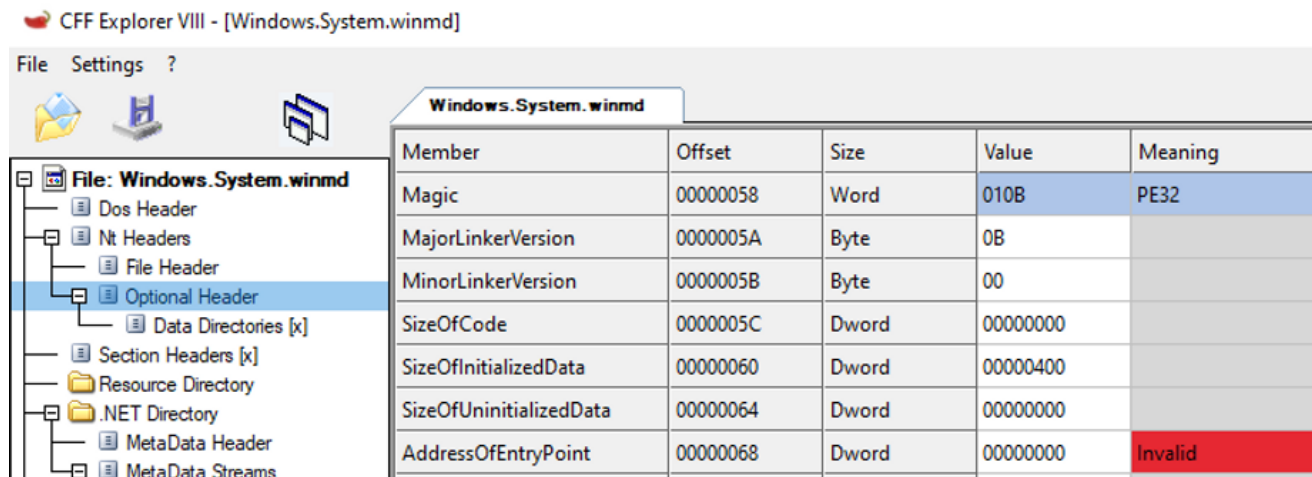 CFF Explorer VIII - [Windows.System.winmd]
File Settings ?
Windows.System.winmd
Member Offset Size Value Meaning
Magic 00000058 Word 010B PE32
MajorLinkerVersion 0000005A Byte 0B
MinorLinkerVersion 0000005B Byte 00
SizeOfCode 0000005C Dword 00000000
SizeOfInitializedData 00000060 Dword 00000400
SizeOfUninitializedData 00000064 Dword 00000000
AddressOfEntryPoint 00000068 Dword 00000000 Invalid
File: Windows.System.winmd
Dos Header
Nt Headers
File Header
Optional Header
Data Directories [x]
Section Headers [x]
Resource Directory
.NET Directory
MetaData Header
MetaData Streams